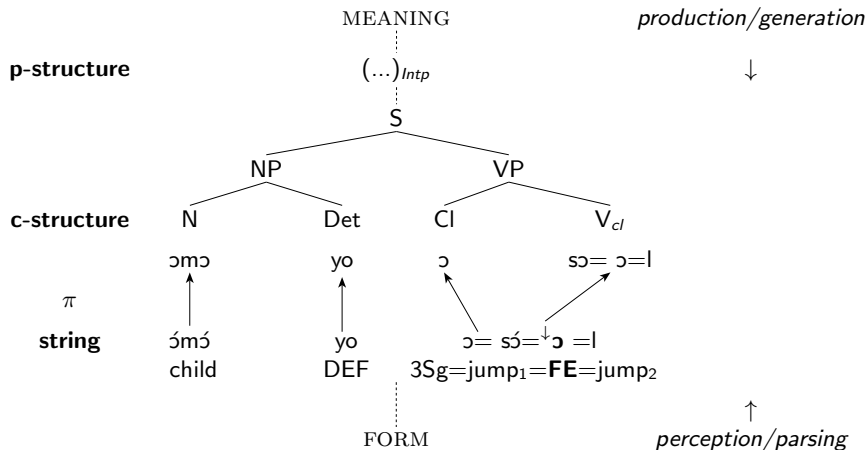 MEANING production/generation
p-structure (...)Intp ↓
S
NP VP
c-structure N Det Cl Vcl
ɔmɔ yo ɔ sɔ= ɔ=l
π
string ɔ́mɔ́ yo ɔ= sɔ́=↓ɔ =l
child DEF 3Sg=jump₁=FE=jump₂
↑
FORM perception/parsing